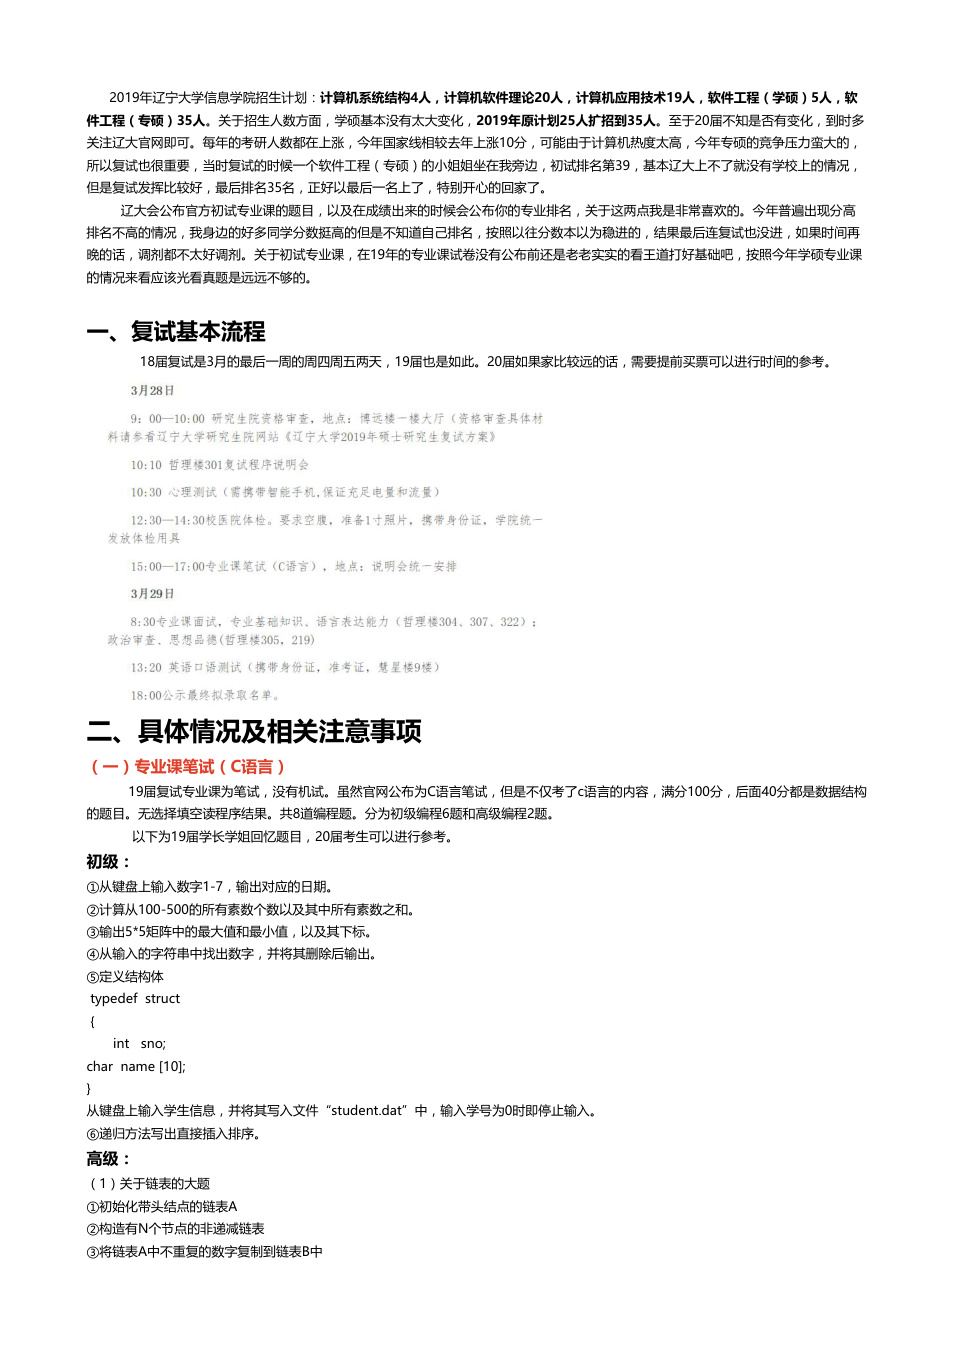 2019年辽宁大学信息学院招生计划：计算机系统结构4人，计算机软件理论20人，计算机应用技术19人，软件工程（学硕）5人，软
件工程（专硕）35人。关于招生人数方面，学硕基本没有太大变化，2019年原计划25人扩招到35人。至于20届不知是否有变化，到时多
关注辽大官网即可。每年的考研人数都在上涨，今年国家线相较去年上涨10分，可能由于计算机热度太高，今年专硕的竞争压力蛮大的，
所以复试也很重要，当时复试的时候一个软件工程（专硕）的小姐姐坐在我旁边，初试排名第39，基本辽大上不了就没有学校上的情况，
但是复试发挥比较好，最后排名35名，正好以最后一名上了，特别开心的回家了。
辽大会公布官方初试专业课的题目，以及在成绩出来的时候会公布你的专业排名，关于这两点我是非常喜欢的。今年普遍出现分高
排名不高的情况，我身边的好多同学分数挺高的但是不知道自己排名，按照以往分数本以为稳进的，结果最后连复试也没进，如果时间再
晚的话，调剂都不太好调剂。关于初试专业课，在19年的专业课试卷没有公布前还是老老实实的看王道打好基础吧，按照今年学硕专业课
的情况来看应该光看真题是远远不够的。
一、复试基本流程
18届复试是3月的最后一周的周四周五两天，19届也是如此。20届如果家比较远的话，需要提前买票可以进行时间的参考。
3月28日
9：00—10:00 研究生院资格审查，地点：博远楼一楼大厅（资格审查具体材
料请参看辽宁大学研究生院网站《辽宁大学2019年硕士研究生复试方案》
10:10 哲理楼301复试程序说明会
10:30 心理测试（需携带智能手机,保证充足电量和流量）
12:30—14:30校医院体检。要求空腹，准备1寸照片，携带身份证，学院统一
发放体检用具
15:00—17:00专业课笔试（C语言），地点：说明会统一安排
3月29日
8:30专业课面试，专业基础知识、语言表达能力（哲理楼304、307、322）；
政治审查、思想品德(哲理楼305，219)
13:20 英语口语测试（携带身份证，准考证，慧星楼9楼）
18:00公示最终拟录取名单。
二、具体情况及相关注意事项
（一）专业课笔试（C语言）
19届复试专业课为笔试，没有机试。虽然官网公布为C语言笔试，但是不仅考了c语言的内容，满分100分，后面40分都是数据结构
的题目。无选择填空读程序结果。共8道编程题。分为初级编程6题和高级编程2题。
以下为19届学长学姐回忆题目，20届考生可以进行参考。
初级：
①从键盘上输入数字1-7，输出对应的日期。
②计算从100-500的所有素数个数以及其中所有素数之和。
③输出5*5矩阵中的最大值和最小值，以及其下标。
④从输入的字符串中找出数字，并将其删除后输出。
⑤定义结构体
typedef struct
{
int sno;
char name [10];
}
从键盘上输入学生信息，并将其写入文件“student.dat”中，输入学号为0时即停止输入。
⑥递归方法写出直接插入排序。
高级：
（1）关于链表的大题
①初始化带头结点的链表A
②构造有N个节点的非递减链表
③将链表A中不重复的数字复制到链表B中